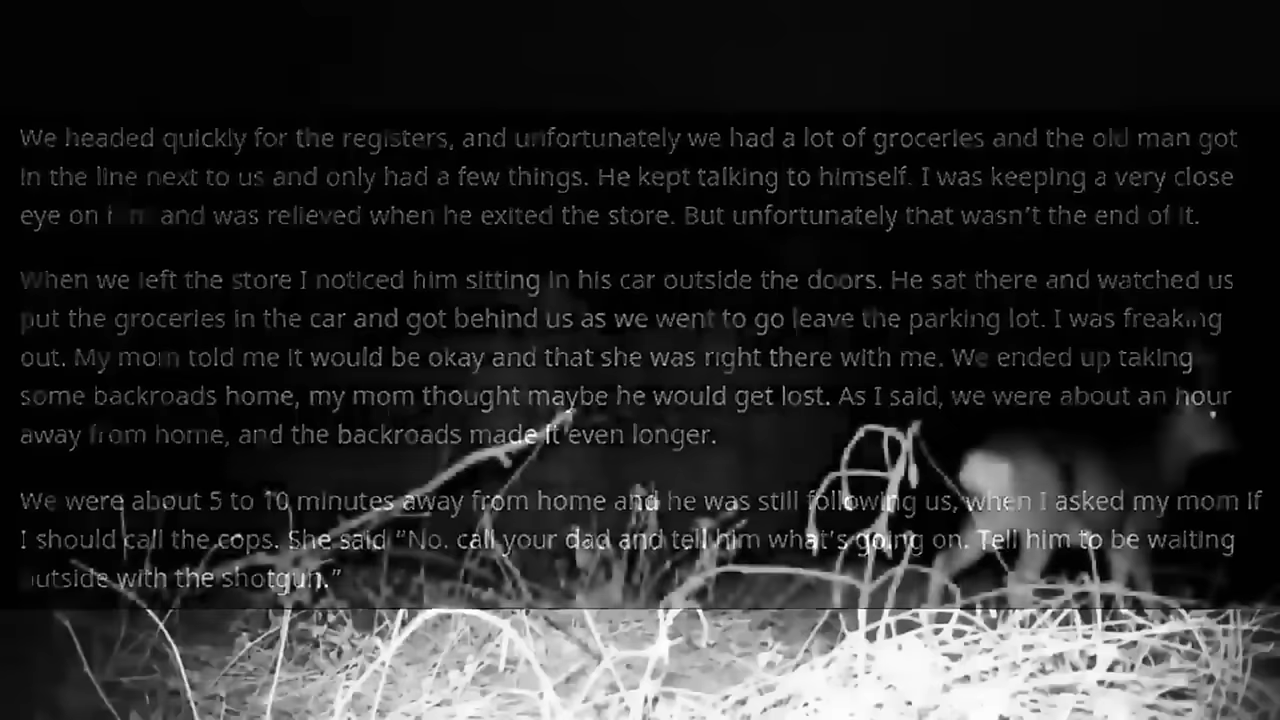 We headed quickly for the registers, and unfortunately we had a lot of groceries and the old man got
in the line next to us and only had a few things. He kept talking to himself. I was keeping a very close
eye on him and was relieved when he exited the store. But unfortunately that wasn't the end of it.
When we left the store I noticed him sitting in his car outside the doors. He sat there and watched us
put the groceries in the car and got behind us as we went to go leave the parking lot. I was freaking
out. My mom told me it would be okay and that she was right there with me. We ended up taking
some backroads home, my mom thought maybe he would get lost. As I said, we were about an hour
away from home, and the backroads made it even longer.
We were about 5 to 10 minutes away from home and he was still following us, when I asked my mom if
I should call the cops. She said “No. call your dad and tell him what's going on. Tell him to be waiting
outside with the shotgun.”